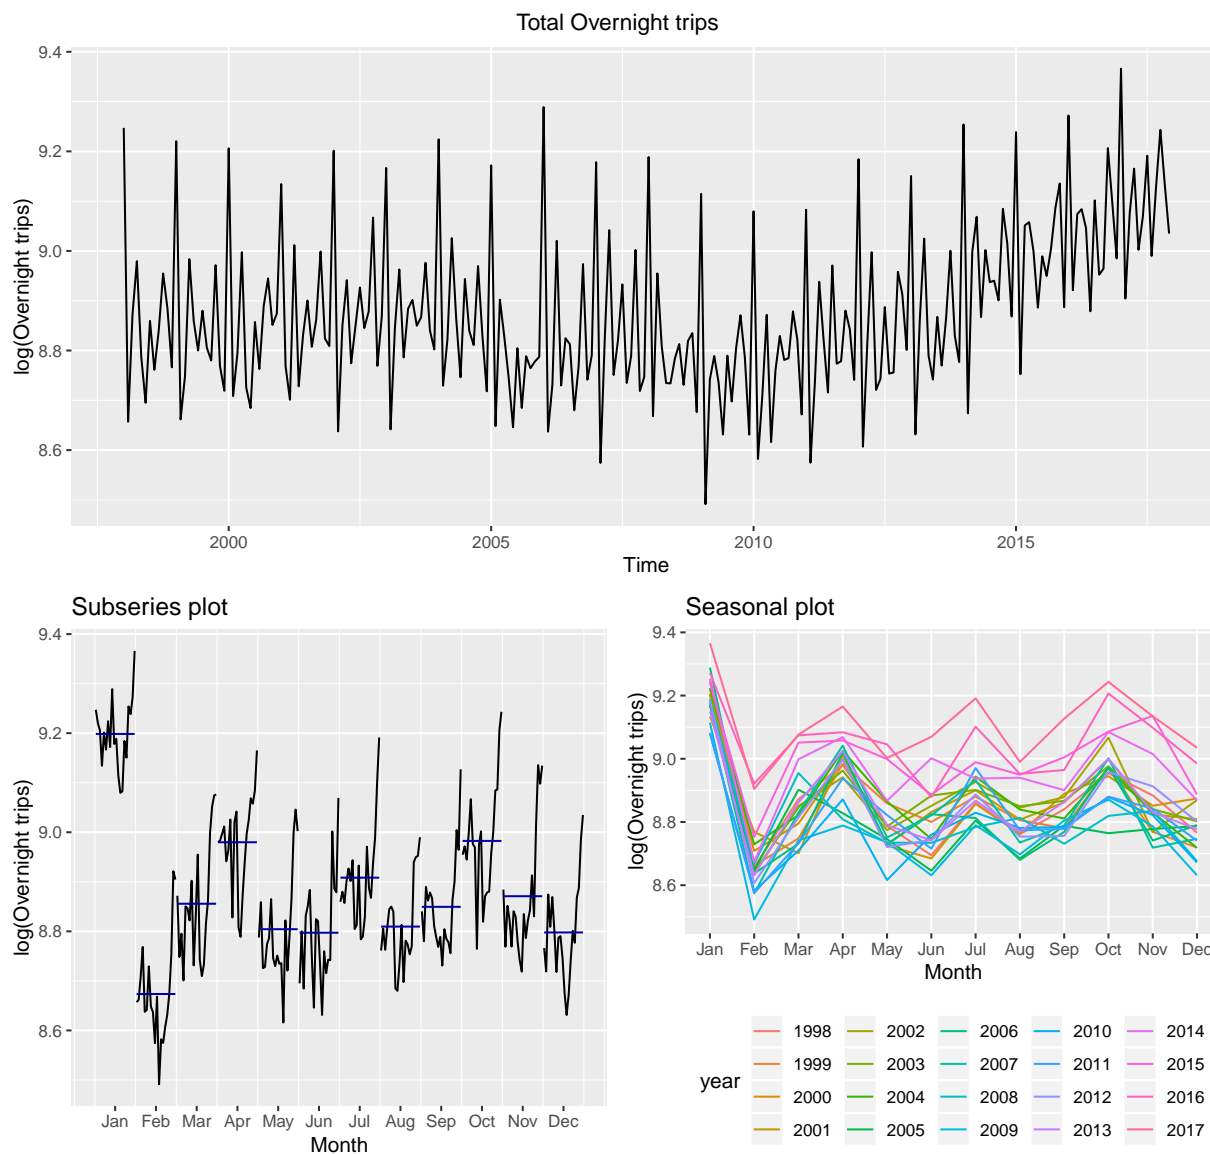 Total Overnight trips
log(Overnight trips)
9.4
9.2
9.0
8.8
8.6
2000
2005
2010
2015
Time
Subseries plot
log(Overnight trips)
9.4
9.2
9.0
8.8
8.6
Jan Feb Mar Apr May Jun Jul Aug Sep Oct Nov Dec
Month
Seasonal plot
log(Overnight trips)
9.4
9.2
9.0
8.8
8.6
Jan Feb Mar Apr May Jun Jul Aug Sep Oct Nov Dec
Month
year
1998 2002 2006 2010 2014
1999 2003 2007 2011 2015
2000 2004 2008 2012 2016
2001 2005 2009 2013 2017